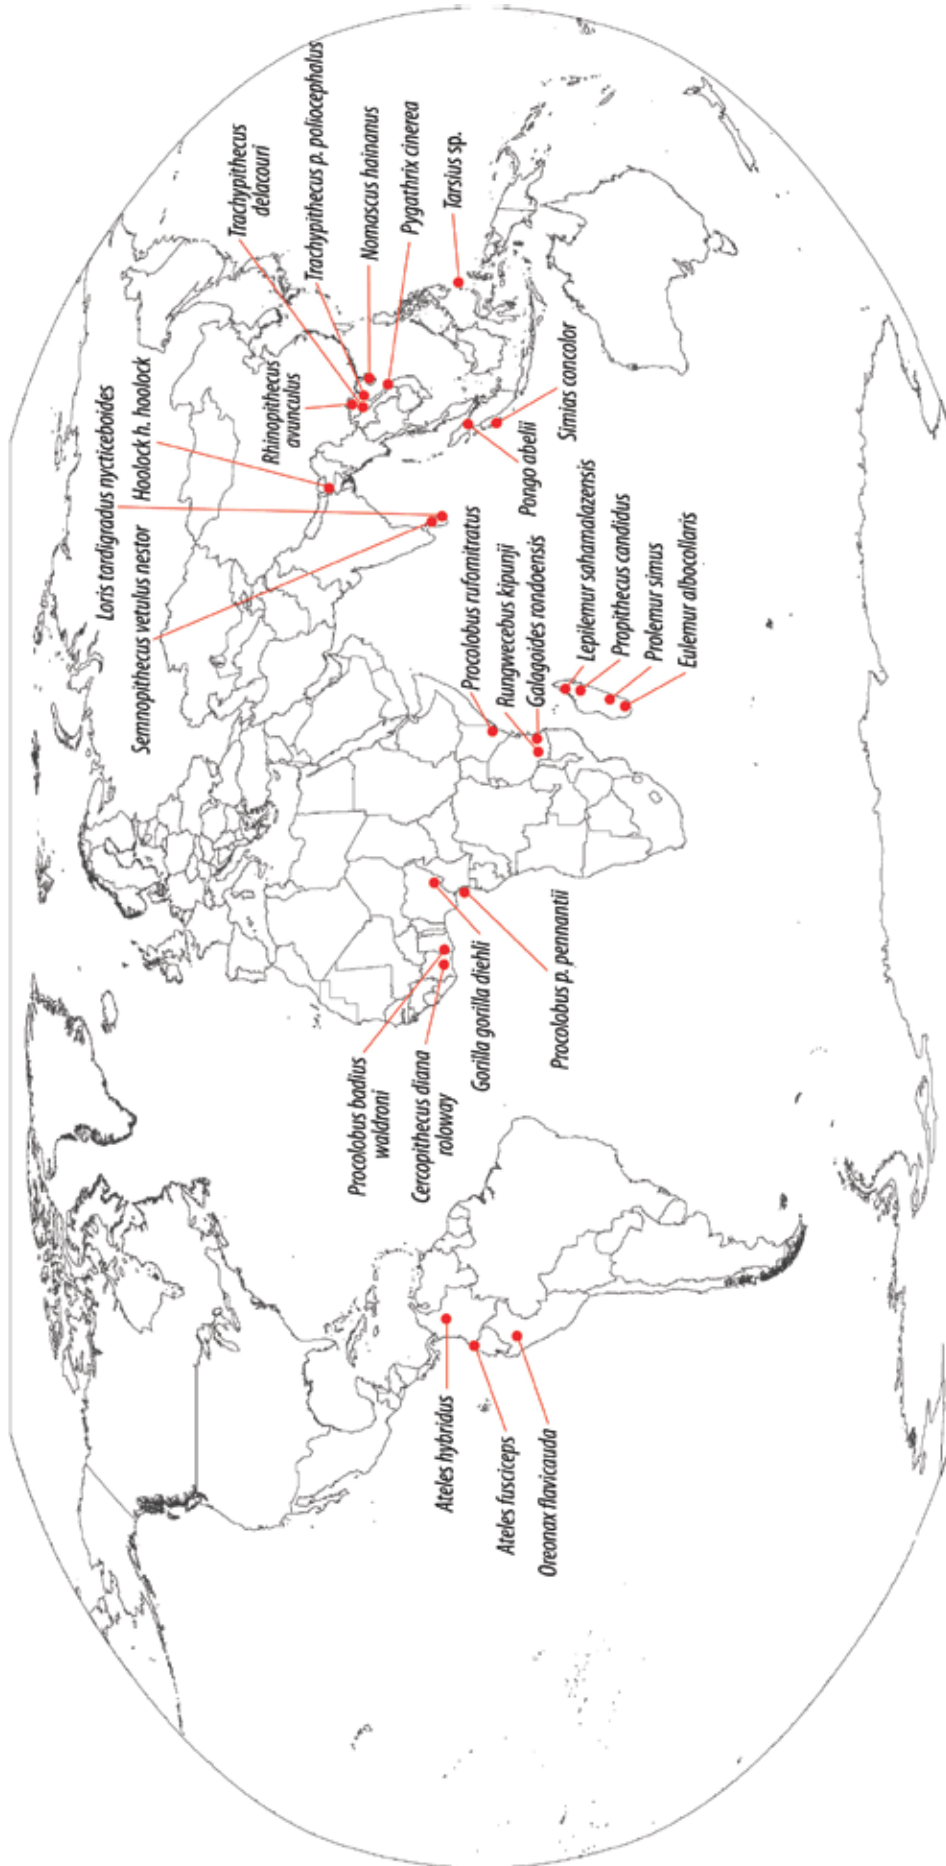 Trachypithecus
delacouri
Trachypithecus p. poliocephalus
Nomascus hainanus
Pygathrix cinerea
Tarsius sp.
Rhinopithecus
avunculus
Loris tardigradus nycticeboides
Hoolock h. hoolock
Semnopithecus vetulus nestor
Pongo abelii
Simias concolor
Procolobus rufomitratus
Rungwecebus kipunji
Galagoides rondoensis
Lepilemur sahamalazensis
Propithecus candidus
Prolemur simus
Eulemur albocollaris
Procolobus badius
waldroni
Cercopithecus diana
roloway
Gorilla gorilla diehli
Procolobus p. pennantii
Ateles hybridus
Ateles fusciceps
Oreonax flavicauda